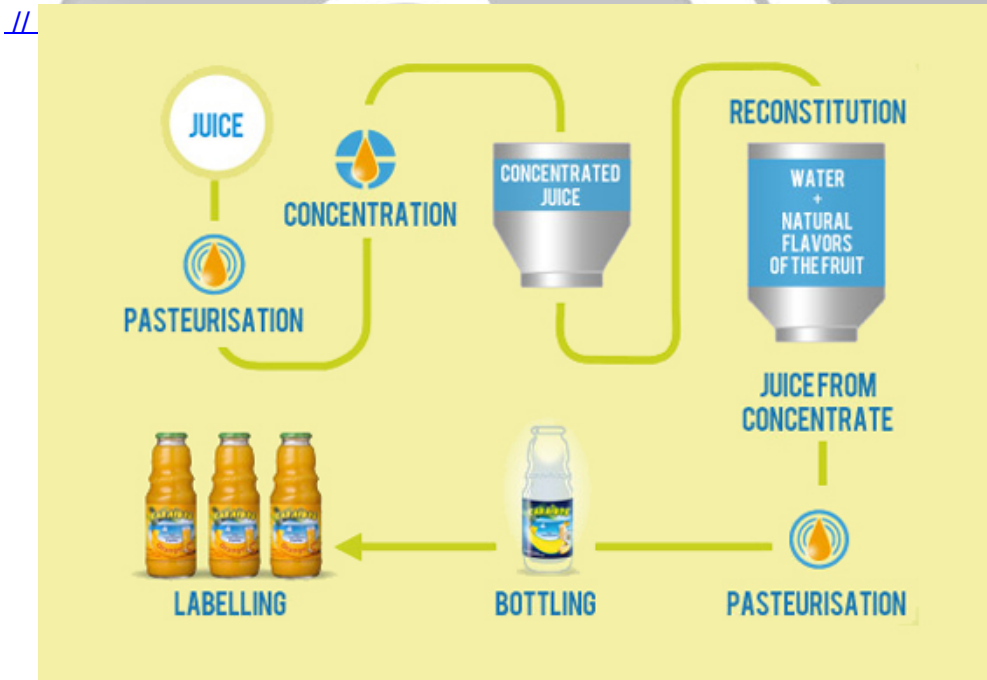 //
JUICE
PASTEURISATION
CONCENTRATION
CONCENTRATED
JUICE
RECONSTITUTION
WATER
+
NATURAL
FLAVORS
OF THE FRUIT
JUICE FROM
CONCENTRATE
PASTEURISATION
BOTTLING
LABELLING